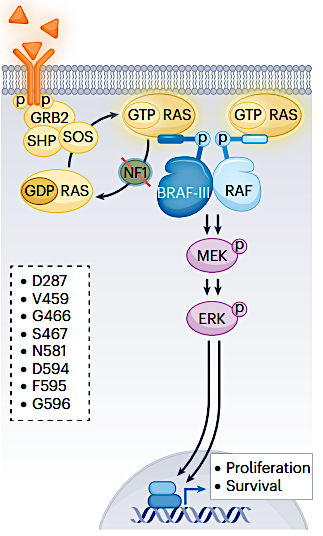 P P
GRB2
SHP SOS
GTP RAS
GTP RAS
GDP RAS
NF1
P P
BRAF-III RAF
MEK P
ERK P
• D287
• V459
• G466
• S467
• N581
• D594
• F595
• G596
• Proliferation
• Survival